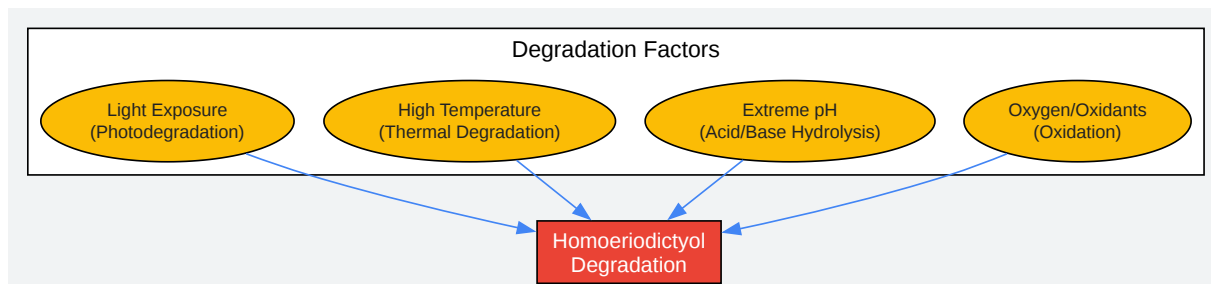 Degradation Factors
Light Exposure
(Photodegradation)
High Temperature
(Thermal Degradation)
Extreme pH
(Acid/Base Hydrolysis)
Oxygen/Oxidants
(Oxidation)
Homoeriodictyol
Degradation